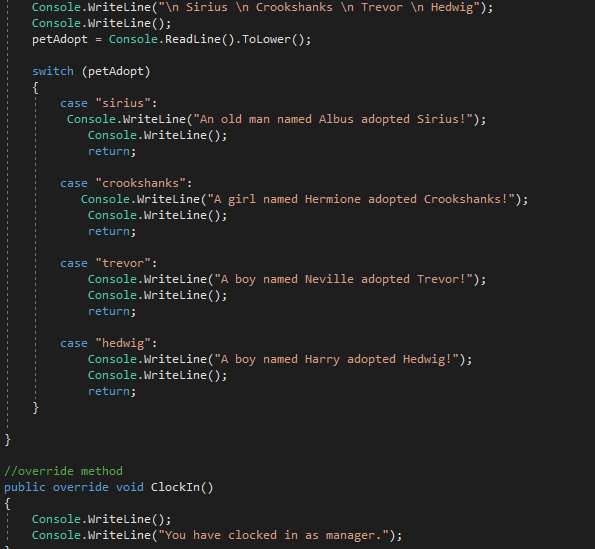 Console.WriteLine("\n Sirius \n Crookshanks \n Trevor \n Hedwig");
Console.WriteLine();
petAdopt = Console.ReadLine().ToLower();
switch (petAdopt)
{
case "sirius":
Console.WriteLine("An old man named Albus adopted Sirius!");
Console.WriteLine();
return;
case "crookshanks":
Console.WriteLine("A girl named Hermione adopted Crookshanks!");
Console.WriteLine();
return;
case "trevor":
Console.WriteLine("A boy named Neville adopted Trevor!");
Console.WriteLine();
return;
case "hedwig":
Console.WriteLine("A boy named Harry adopted Hedwig!");
Console.WriteLine();
return;
}
}
//override method
public override void ClockIn()
{
Console.WriteLine();
Console.WriteLine("You have clocked in as manager.");